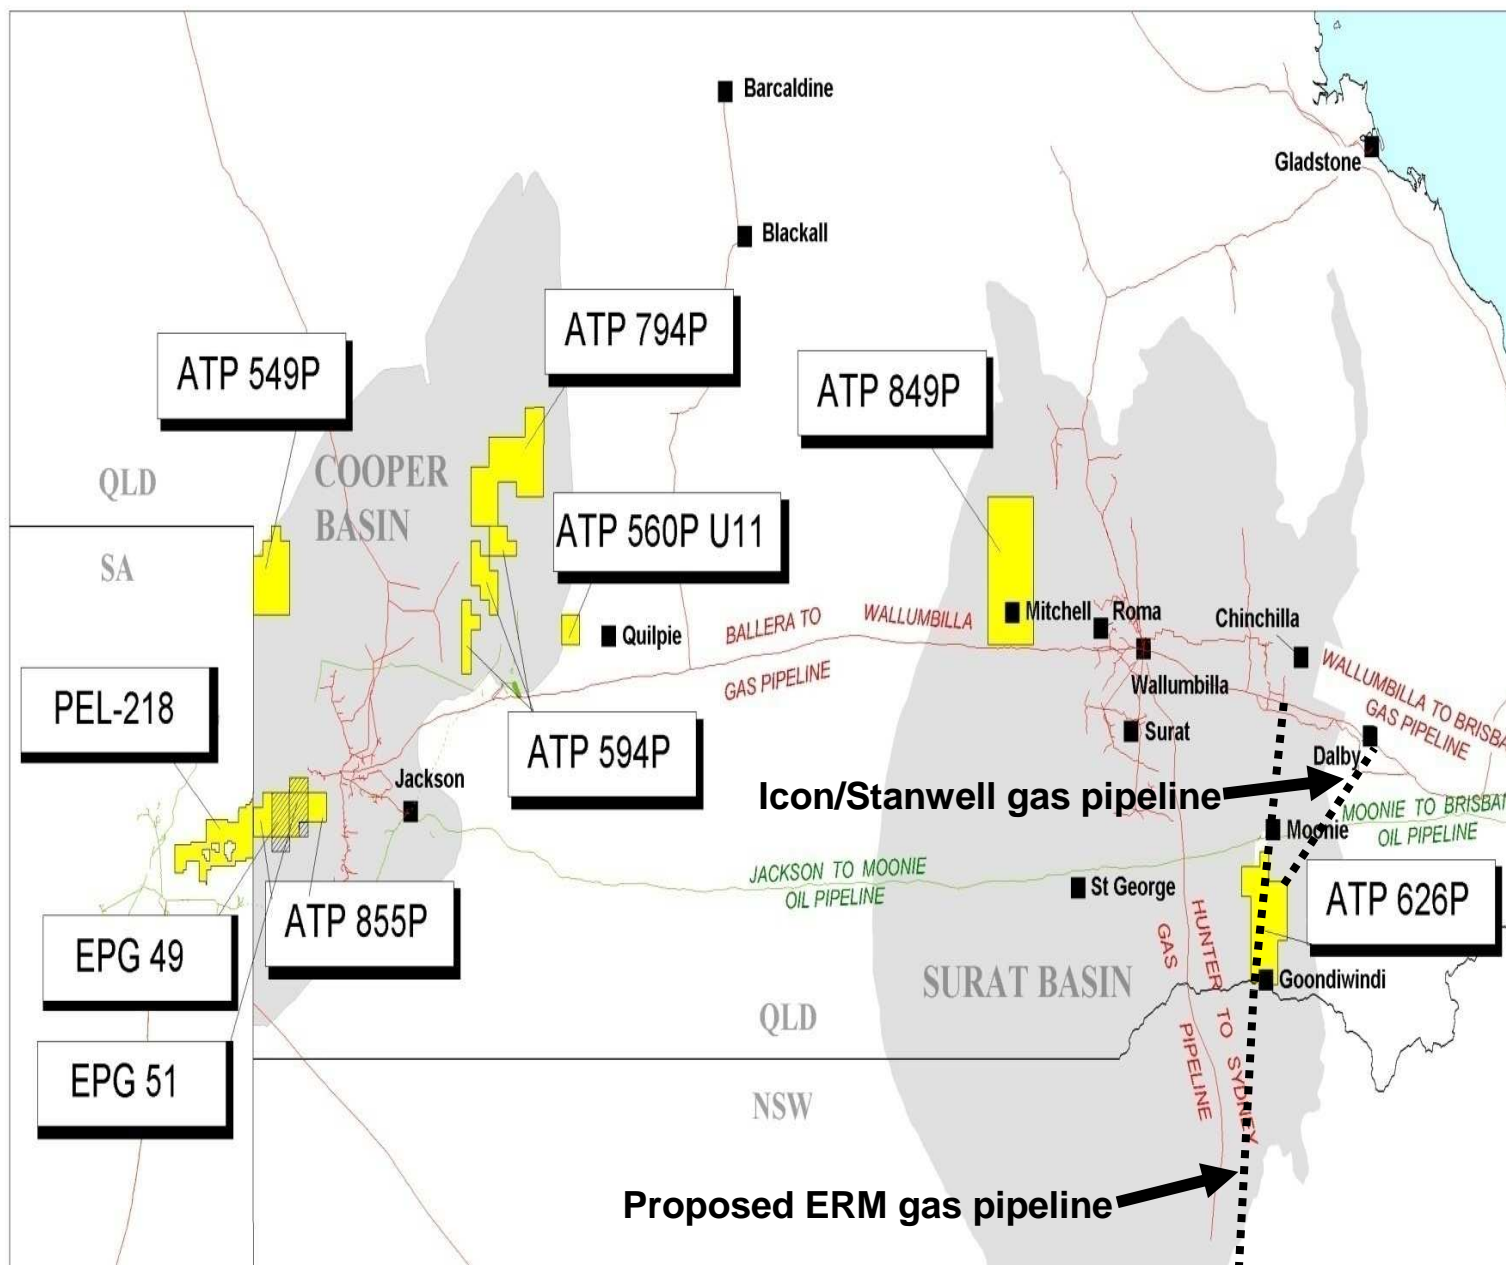 Barcaldine
Gladstone
Blackall
ATP 794P
ATP 549P
ATP 849P
QLD
COOPER
BASIN
ATP 560P U11
SA
Mitchell
Roma
Chinchilla
Quilpie
BALLERA TO WALLUMBILLA
GAS PIPELINE
Wallumbilla
WALLUMBILLA TO BRISBA
GAS PIPELINE
PEL-218
ATP 594P
Surat
Dalby
Jackson
Icon/Stanwell gas pipeline
Moonie
MOONIE TO BRISBAN
OIL PIPELINE
JACKSON TO MOONIE
OIL PIPELINE
St George
ATP 626P
ATP 855P
EPG 49
HUNTER TO SYDNEY
GAS PIPELINE
SURAT BASIN
Goondiwindi
QLD
EPG 51
NSW
Proposed ERM gas pipeline